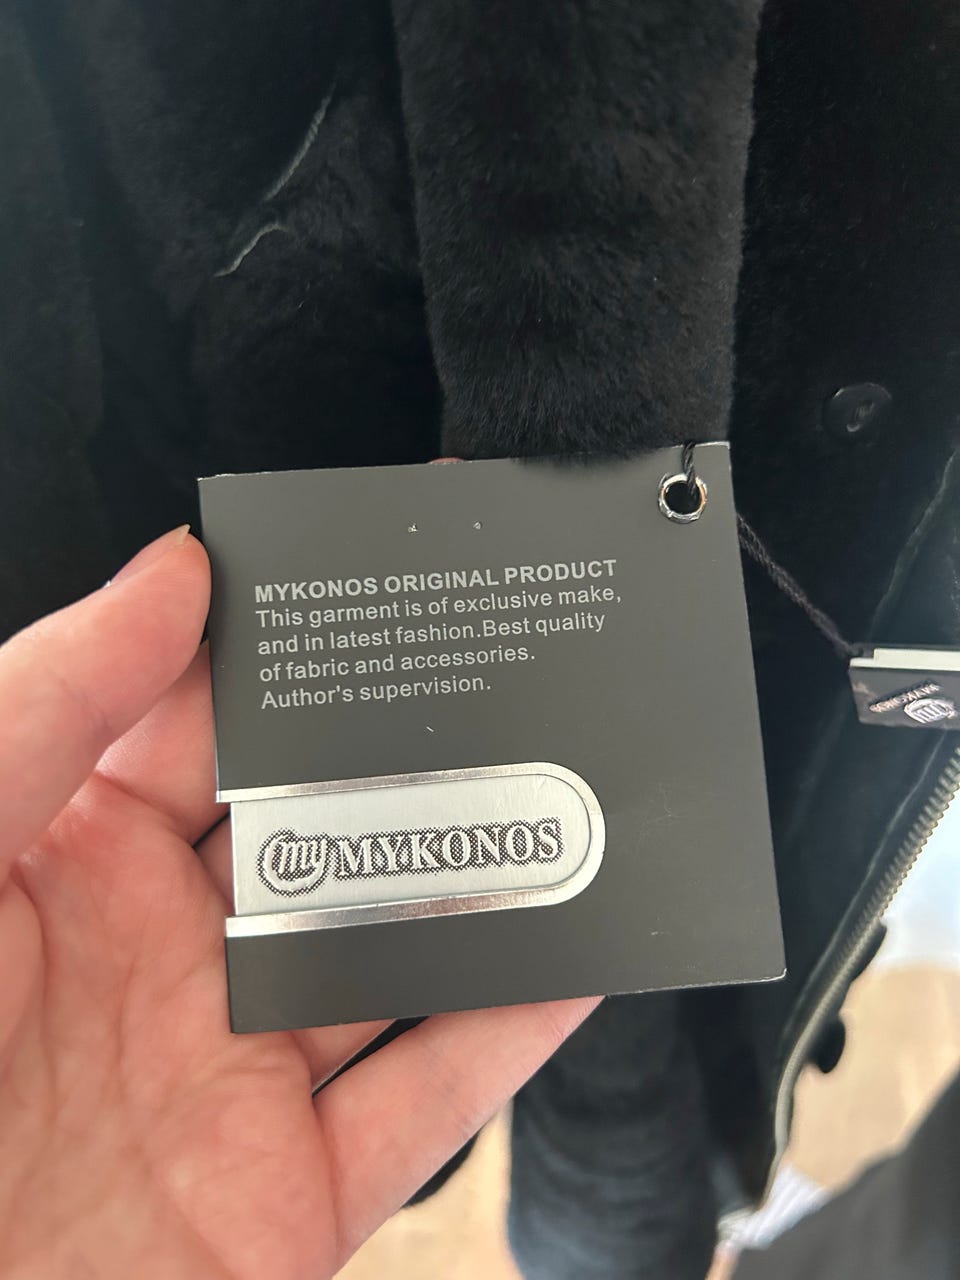 MYKONOS ORIGINAL PRODUCT
This garment is of exclusive make,
and in latest fashion.Best quality
of fabric and accessories.
Author's supervision.
my MYKONOS
MYKONOS